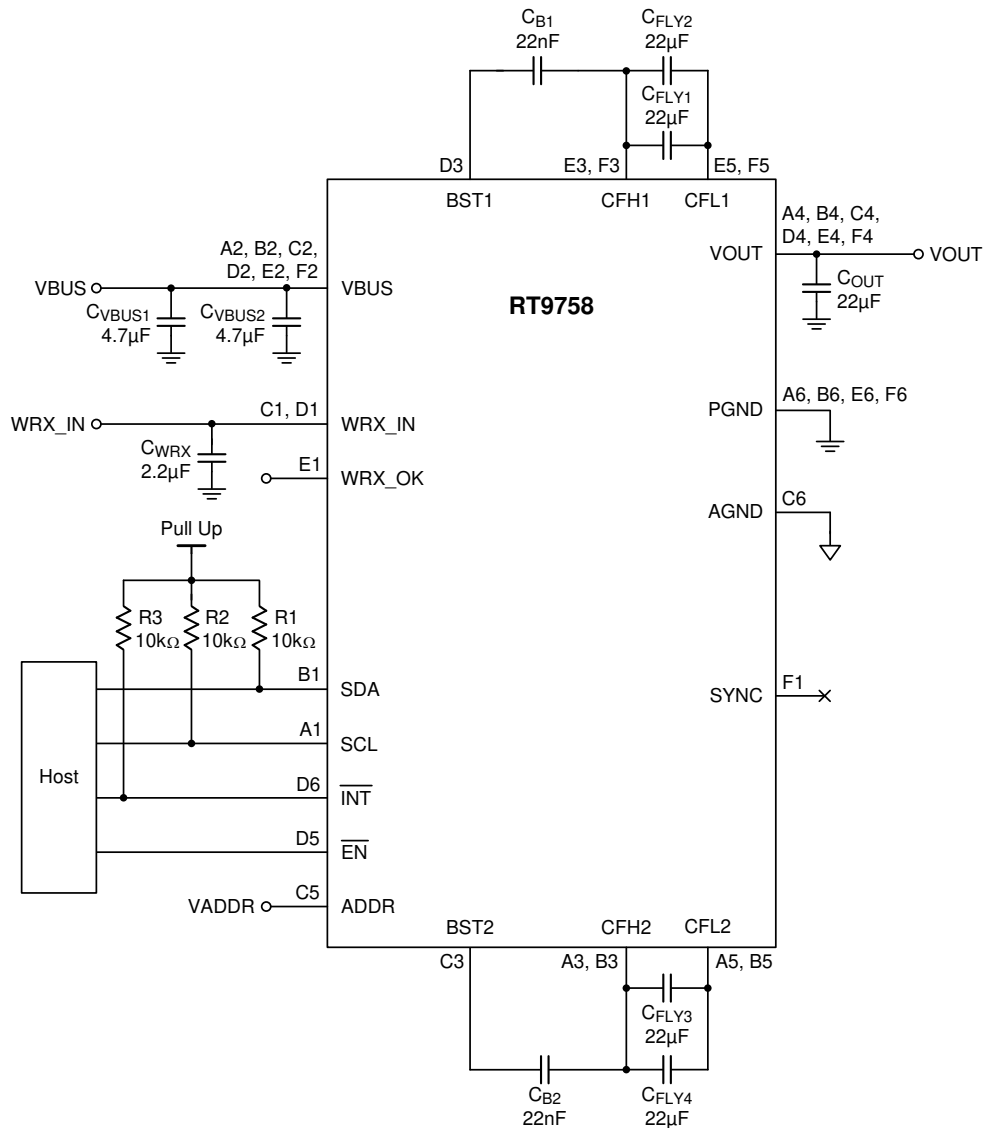 CB1
22nF
CFLY2
22µF
CFLY1
22µF
D3
E3, F3
E5, F5
BST1
CFH1
CFL1
A4, B4, C4,
D4, E4, F4
VOUT
VOUT
COUT
22µF
A2, B2, C2,
D2, E2, F2
VBUS
VBUS
CVBUS1
4.7µF
CVBUS2
4.7µF
RT9758
A6, B6, E6, F6
PGND
C1, D1
WRX_IN
WRX_IN
CWRX
2.2µF
E1
WRX_OK
C6
AGND
Pull Up
R3
10kΩ
R2
10kΩ
R1
10kΩ
B1
SDA
F1
SYNC
A1
SCL
Host
D6
INT
D5
EN
C5
VADDR
ADDR
BST2
CFH2
CFL2
C3
A3, B3
A5, B5
CFLY3
22µF
CB2
22nF
CFLY4
22µF